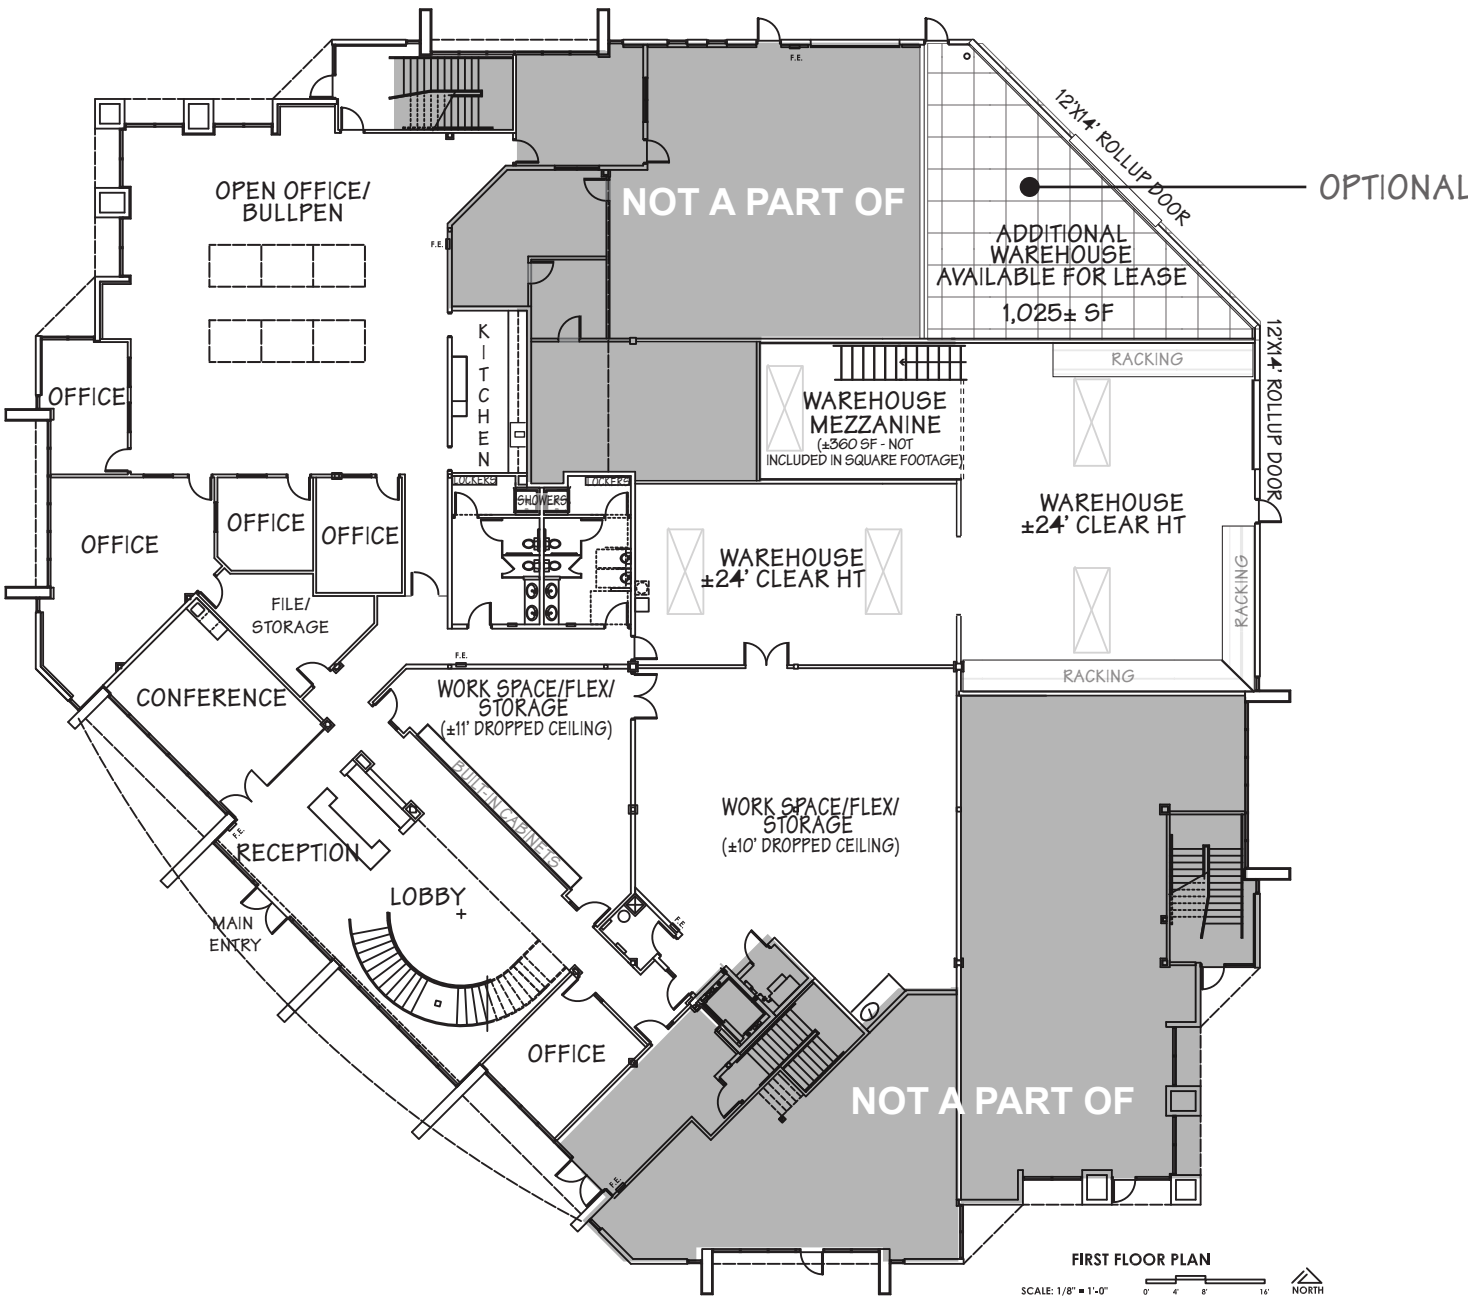 F.E.
12'X14' ROLLUP DOOR
OPEN OFFICE/
BULLPEN
NOT A PART OF
OPTIONAL
F.E.
ADDITIONAL
WAREHOUSE
AVAILABLE FOR LEASE
1,025± SF
KITCHEN
12'X14' ROLLUP DOOR
RACKING
OFFICE
WAREHOUSE
MEZZANINE
(±360 SF - NOT
INCLUDED IN SQUARE FOOTAGE)
LOCKERS
LOCKERS
SHOWERS
WAREHOUSE
±24' CLEAR HT
OFFICE
OFFICE
OFFICE
WAREHOUSE
±24' CLEAR HT
RACKING
FILE/
STORAGE
F.E.
RACKING
CONFERENCE
WORK SPACE/FLEX/
STORAGE
(±11' DROPPED CEILING)
BUILT-IN CABINETS
WORK SPACE/FLEX/
STORAGE
(±10' DROPPED CEILING)
F.E.
RECEPTION
LOBBY
MAIN
ENTRY
F.E.
OFFICE
NOT A PART OF
F.E.
FIRST FLOOR PLAN
SCALE: 1/8" = 1'-0"
0' 4' 8' 16'
NORTH